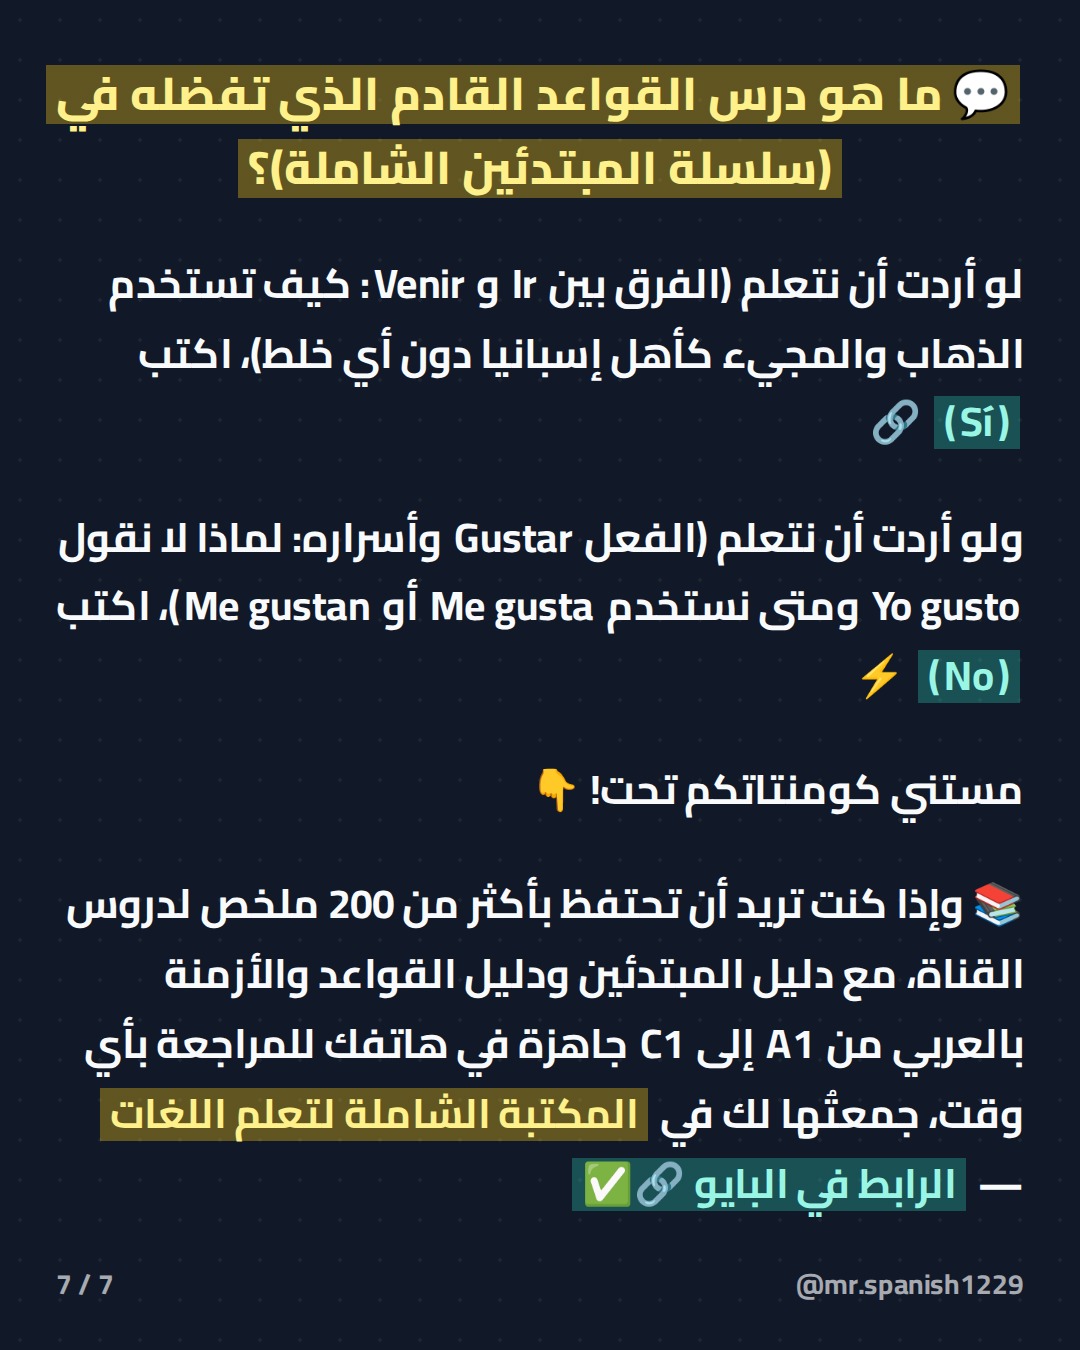 💬 ما هو درس القواعد القادم الذي تفضله في
(سلسلة المبتدئين الشاملة)؟
لو أردت أن نتعلم (الفرق بين Ir و Venir: كيف تستخدم
الذهاب والمجيء كأهل إسبانيا دون أي خلط)، اكتب
(Sí) 🔗
ولو أردت أن نتعلم (الفعل Gustar وأسراره: لماذا لا نقول
Yo gusto ومتى نستخدم Me gusta أو Me gustan)، اكتب
(No) ⚡
مستني كومنتاتكم تحت! 👇
📚 وإذا كنت تريد أن تحتفظ بأكثر من 200 ملخص لدروس
القناة، مع دليل المبتدئين ودليل القواعد والأزمنة
بالعربي من A1 إلى C1 جاهزة في هاتفك للمراجعة بأي
وقت، جمعتُها لك في المكتبة الشاملة لتعلم اللغات
— الرابط في البايو 🔗✅
@mr.spanish1229
7 / 7